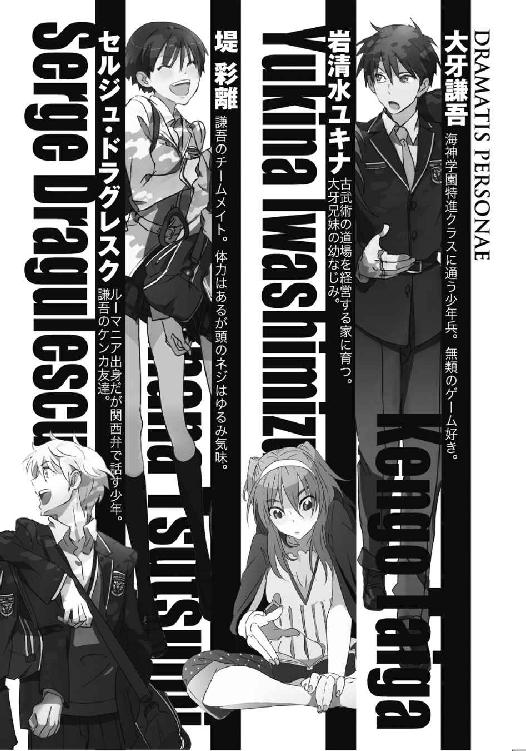 DRAMATIS PERSONAE
大牙謙吾
海神学園特進クラスに通う少年兵。無類のゲーム好き。
Kengo Taiga
岩清水ユキナ
古武術の道場を経営する家に育つ。
大牙兄妹の幼なじみ。
Yukina Iwashimizu
堤 彩離
謙吾のチームメイト。体力はあるが頭のネジはゆるみ気味。
Tsutsumi
セルジュ・ドラグレスク
ルーマニア出身だが関西弁で話す少年。
謙吾のケンカ友達。
Serge Dragulescu